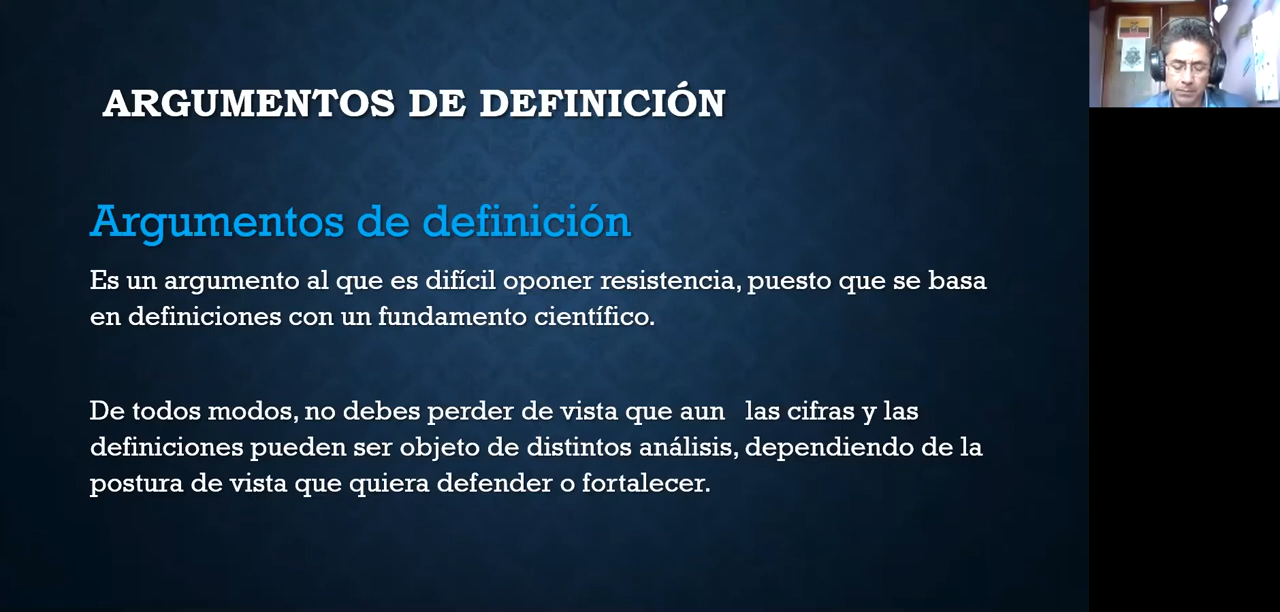 ARGUMENTOS DE DEFINICIÓN
Argumentos de definición
Es un argumento al que es difícil oponer resistencia, puesto que se basa
en definiciones con un fundamento científico.
De todos modos, no debes perder de vista que aun las cifras y las
definiciones pueden ser objeto de distintos análisis, dependiendo de la
postura de vista que quiera defender o fortalecer.